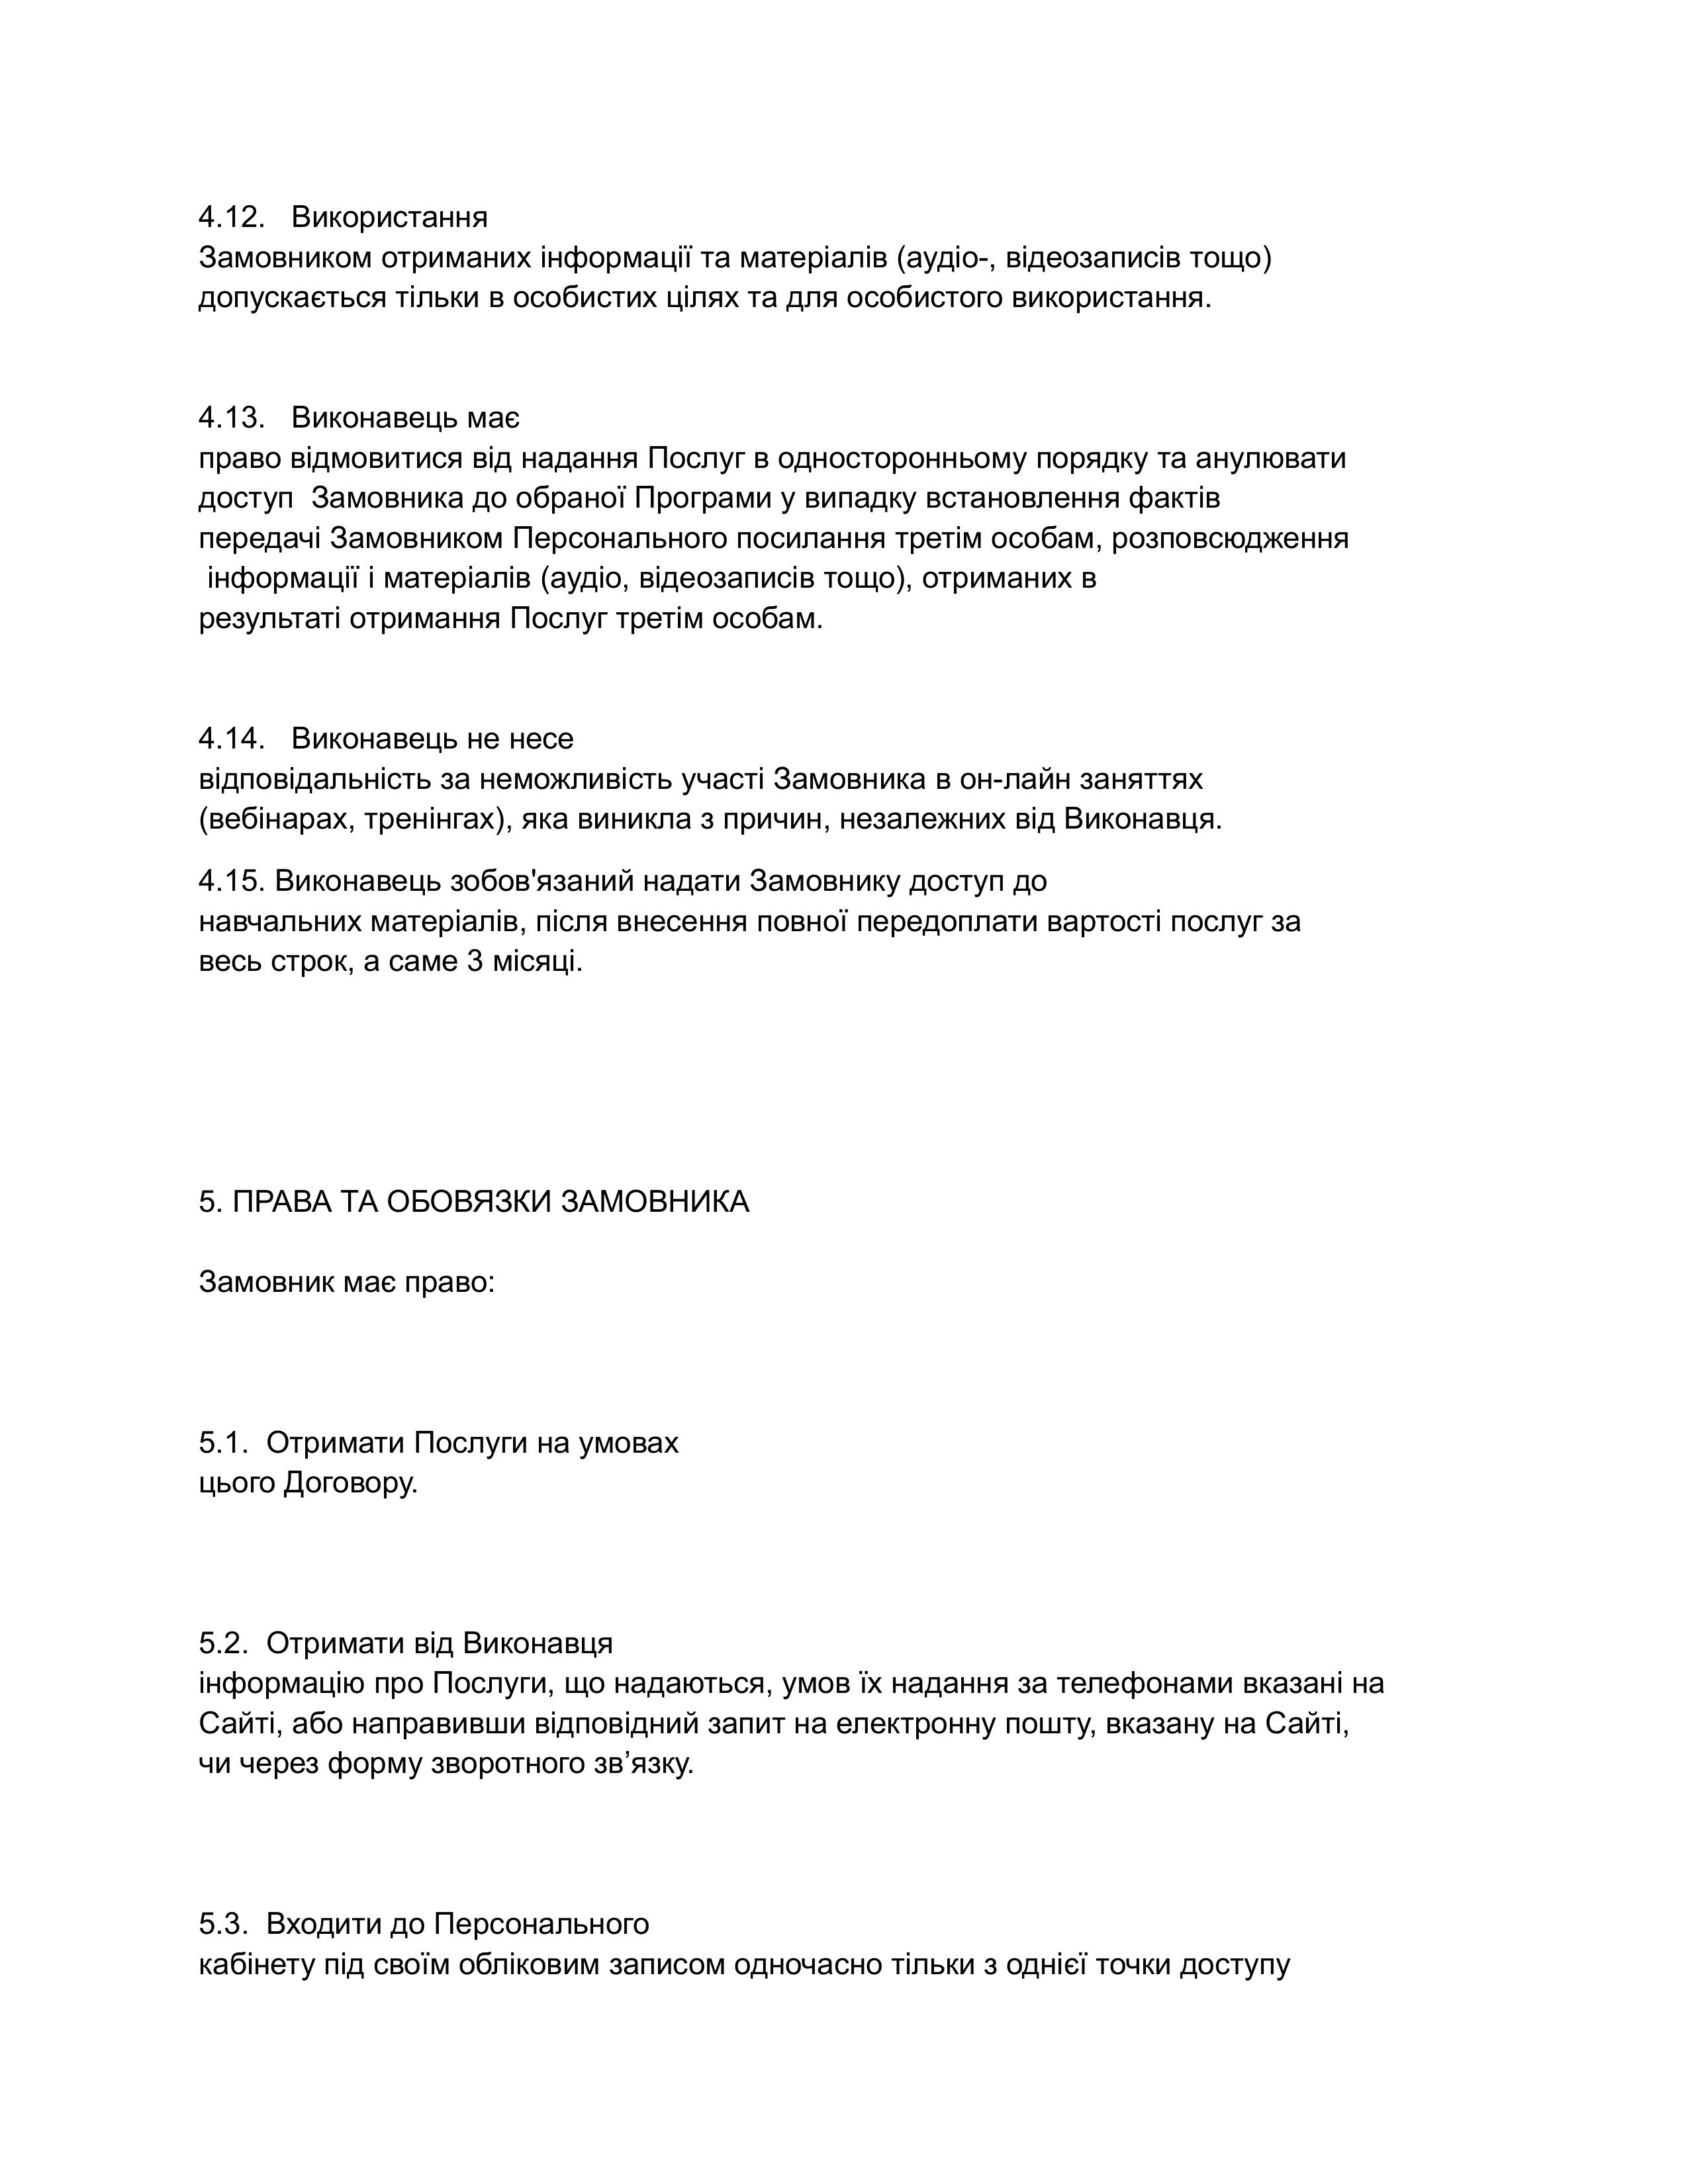 4.12.   Використання
Замовником отриманих інформації та матеріалів (аудіо-, відеозаписів тощо)
допускається тільки в особистих цілях та для особистого використання.
4.13.   Виконавець має
право відмовитися від надання Послуг в односторонньому порядку та анулювати
доступ  Замовника до обраної Програми у випадку встановлення фактів
передачі Замовником Персонального посилання третім особам, розповсюдження
інформації і матеріалів (аудіо, відеозаписів тощо), отриманих в
результаті отримання Послуг третім особам.
4.14.   Виконавець не несе
відповідальність за неможливість участі Замовника в он-лайн заняттях
(вебінарах, тренінгах), яка виникла з причин, незалежних від Виконавця.
4.15. Виконавець зобов'язаний надати Замовнику доступ до
навчальних матеріалів, після внесення повної передоплати вартості послуг за
весь строк, а саме 3 місяці.
5. ПРАВА ТА ОБОВЯЗКИ ЗАМОВНИКА
Замовник має право:
5.1.  Отримати Послуги на умовах
цього Договору.
5.2.  Отримати від Виконавця
інформацію про Послуги, що надаються, умов їх надання за телефонами вказані на
Сайті, або направивши відповідний запит на електронну пошту, вказану на Сайті,
чи через форму зворотного зв’язку.
5.3.  Входити до Персонального
кабінету під своїм обліковим записом одночасно тільки з однієї точки доступу